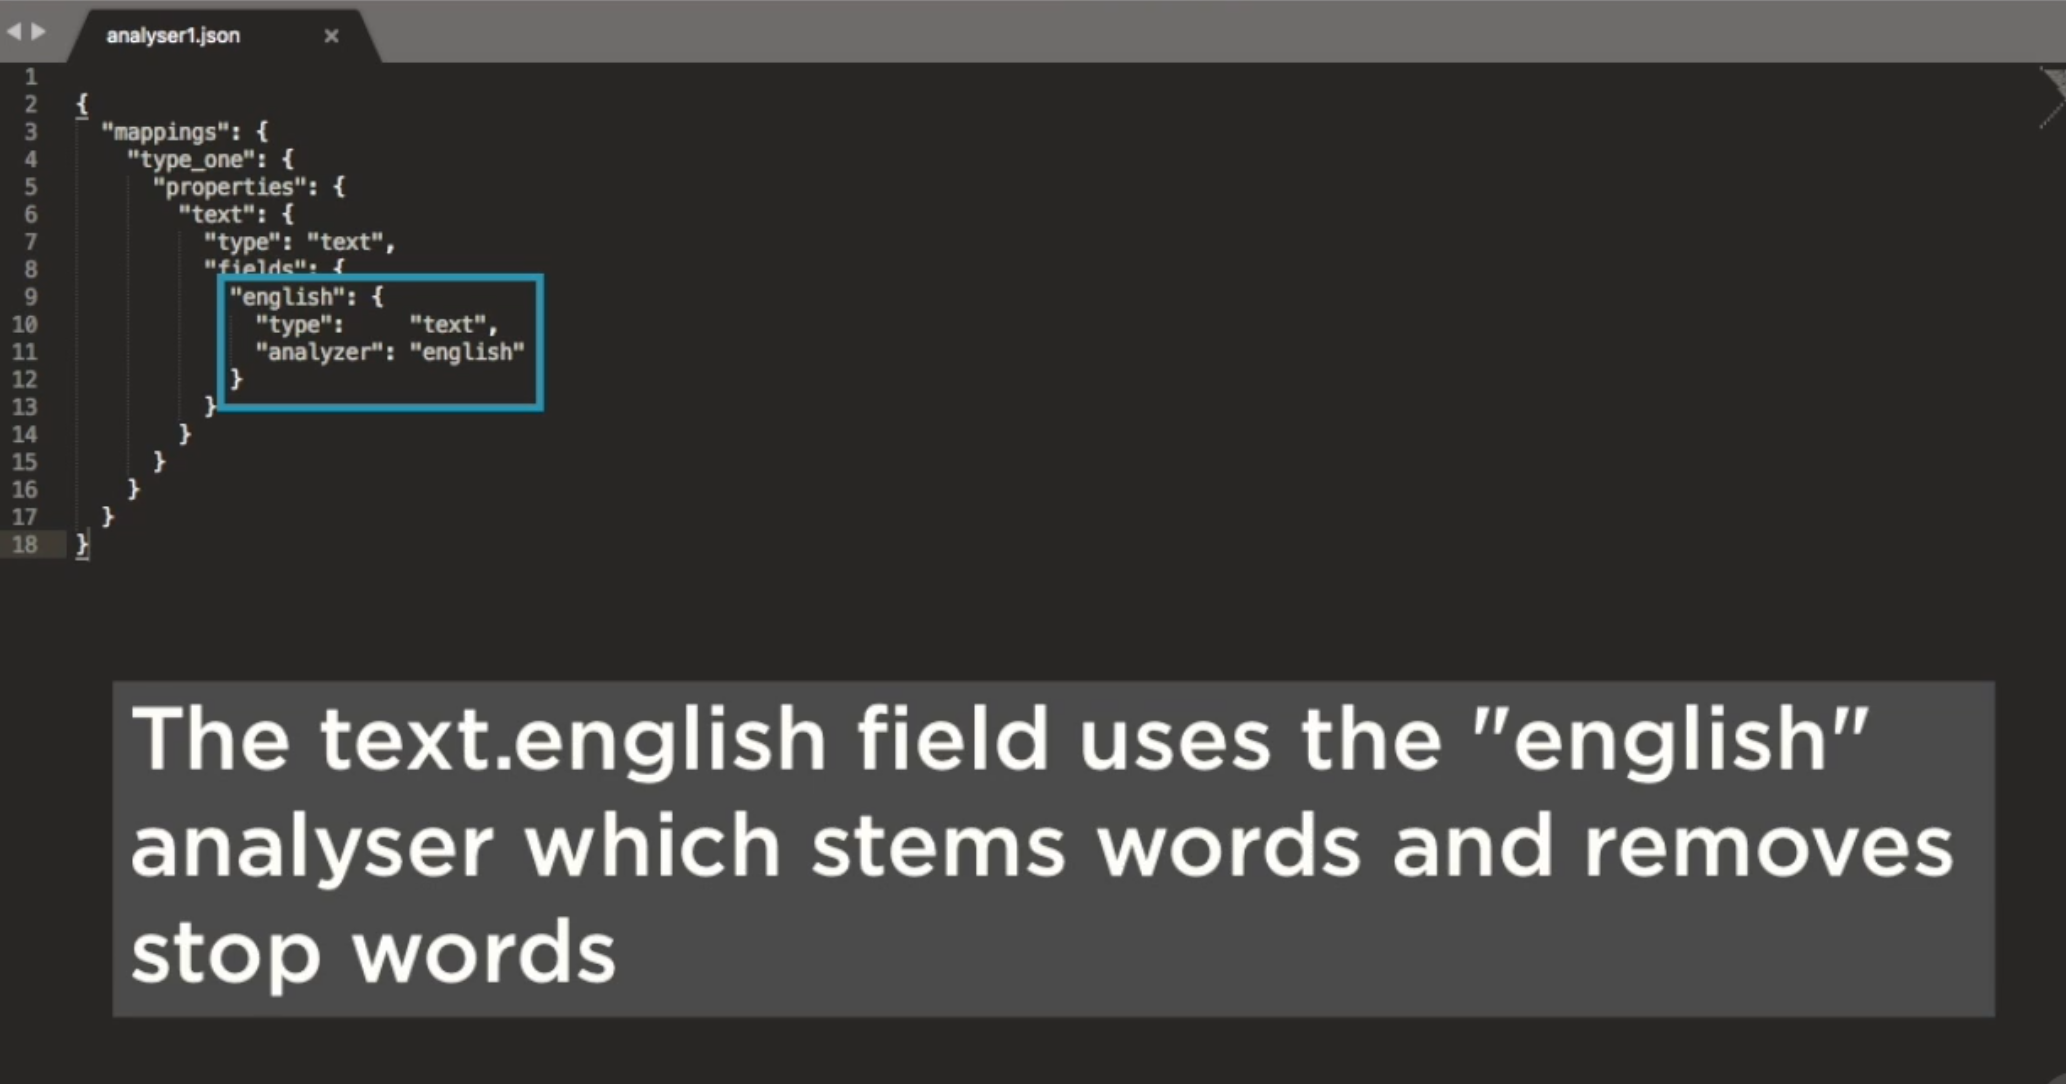 analyser1.json ×
1
2 {
3 "mappings": {
4 "type_one": {
5 "properties": {
6 "text": {
7 "type": "text",
8 "fields": {
9 "english": {
10 "type": "text",
11 "analyzer": "english"
12 }
13 }
14 }
15 }
16 }
17 }
18 }
The text.english field uses the "english"
analyser which stems words and removes
stop words